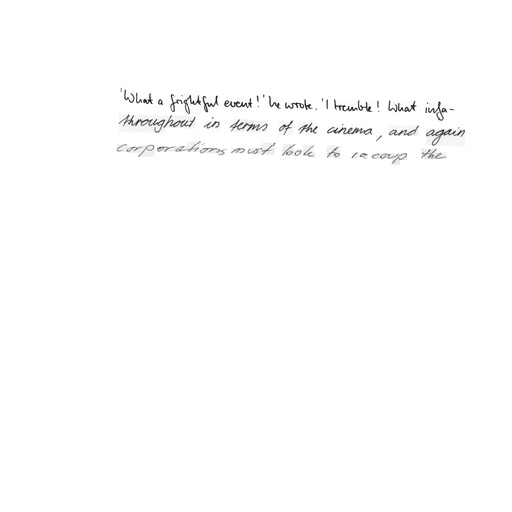 'What a frightful event!' he wrote. 'I tremble! What infa-
throughout in terms of the cinema, and again
corporations must look to recoup the